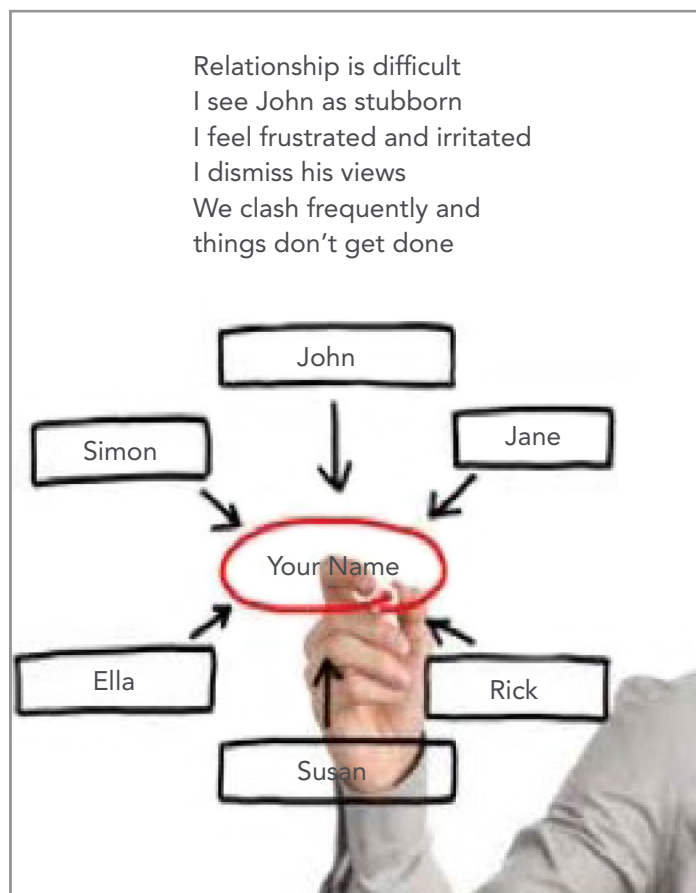 Relationship is difficult
I see John as stubborn
I feel frustrated and irritated
I dismiss his views
We clash frequently and
things don’t get done
John
Simon
Jane
Your Name
Ella
Rick
Susan